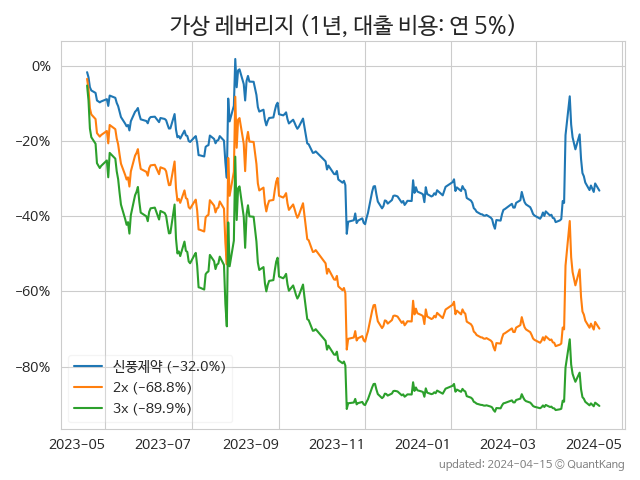 가상 레버리지 (1년, 대출 비용: 연 5%)
0%
−20%
−40%
−60%
−80%
신풍제약 (−32.0%)
2x (−68.8%)
3x (−89.9%)
2023-05 2023-07 2023-09 2023-11 2024-01 2024-03 2024-05
updated: 2024-04-15 © QuantKang